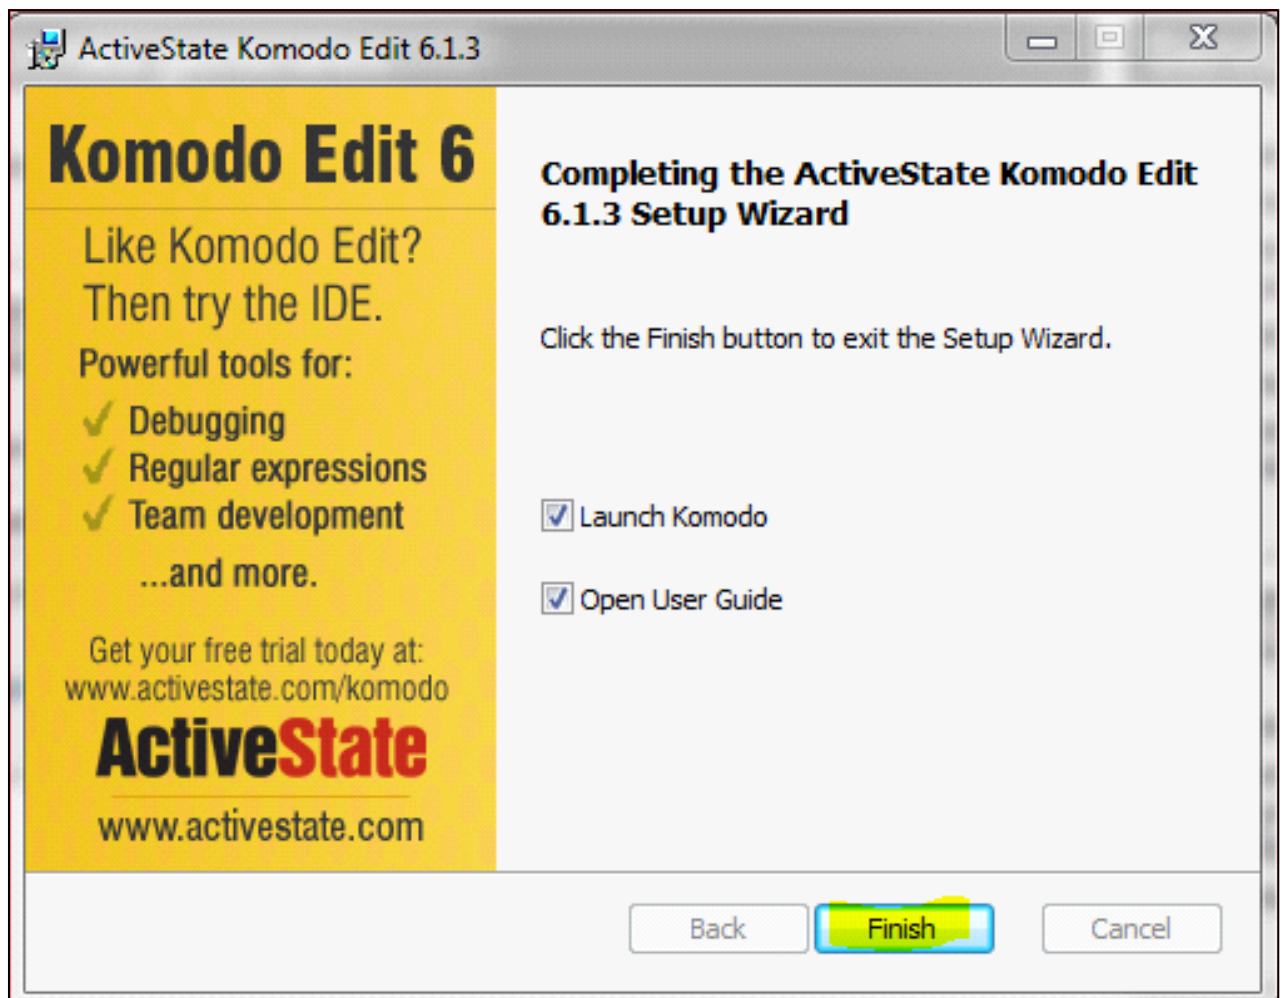 ActiveState Komodo Edit 6.1.3
Komodo Edit 6
Like Komodo Edit?
Then try the IDE.
Powerful tools for:
Debugging
Regular expressions
Team development
...and more.
Get your free trial today at:
www.activestate.com/komodo
ActiveState
www.activestate.com
Completing the ActiveState Komodo Edit
6.1.3 Setup Wizard
Click the Finish button to exit the Setup Wizard.
Launch Komodo
Open User Guide
Back
Finish
Cancel